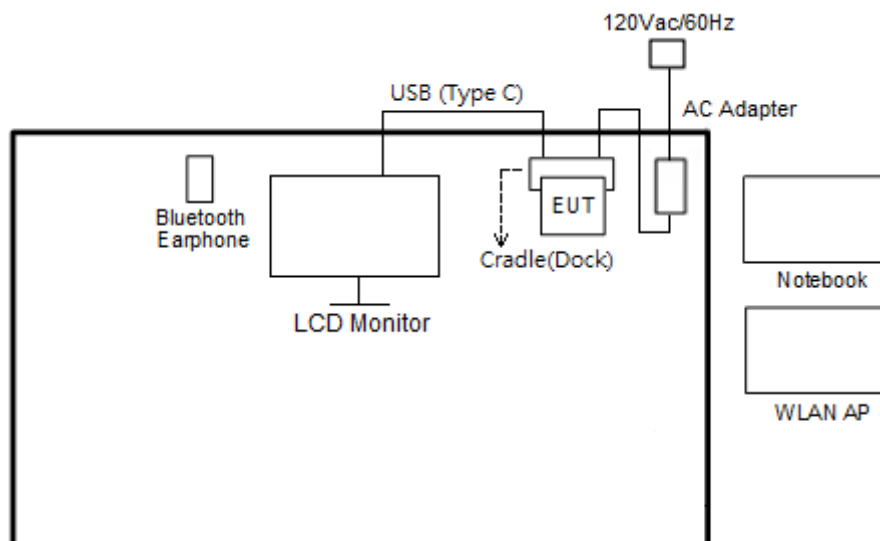 120Vac/60Hz
USB (Type C)
AC Adapter
EUT
Bluetooth
Earphone
Cradle(Dock)
Notebook
LCD Monitor
WLAN AP